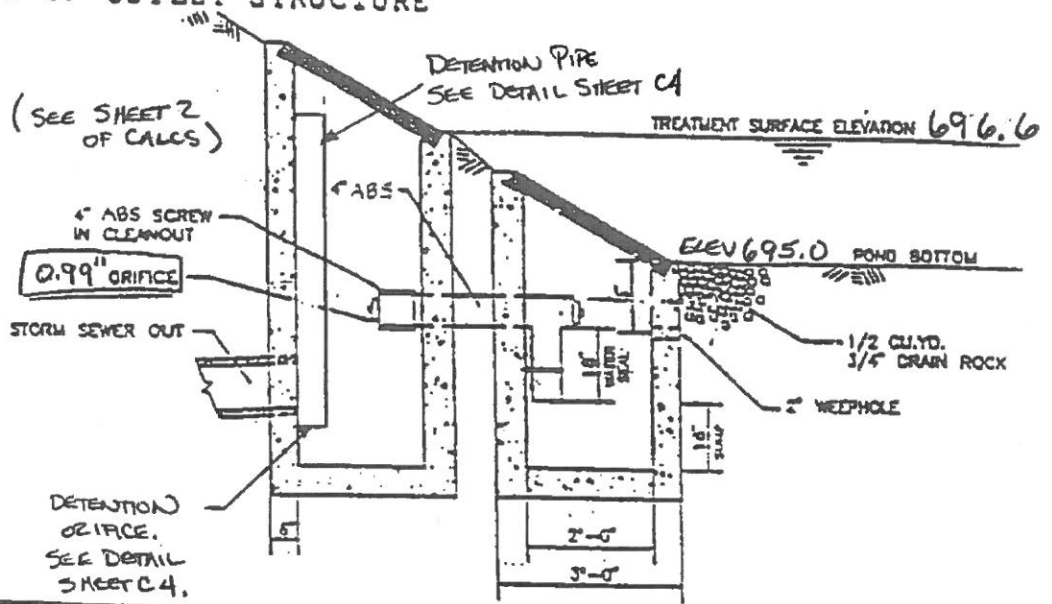 OUTLET STRUCTURE
DETENTION PIPE
SEE DETAIL SHEET C4
(SEE SHEET 2
OF CALCS)
TREATMENT SURFACE ELEVATION 696.6
4" ABS
4" ABS SCREW
IN CLEANOUT
0.99" ORIFICE
ELEV 695.0 POND BOTTOM
STORM SEWER OUT
1/2 CU.YD.
3/4" DRAIN ROCK
WATER
SEAL
2" WEEPHOLE
18"
SUMP
DETENTION
ORIFICE.
SEE DETAIL
SHEET C4.
6"
2'-0"
3'-0"